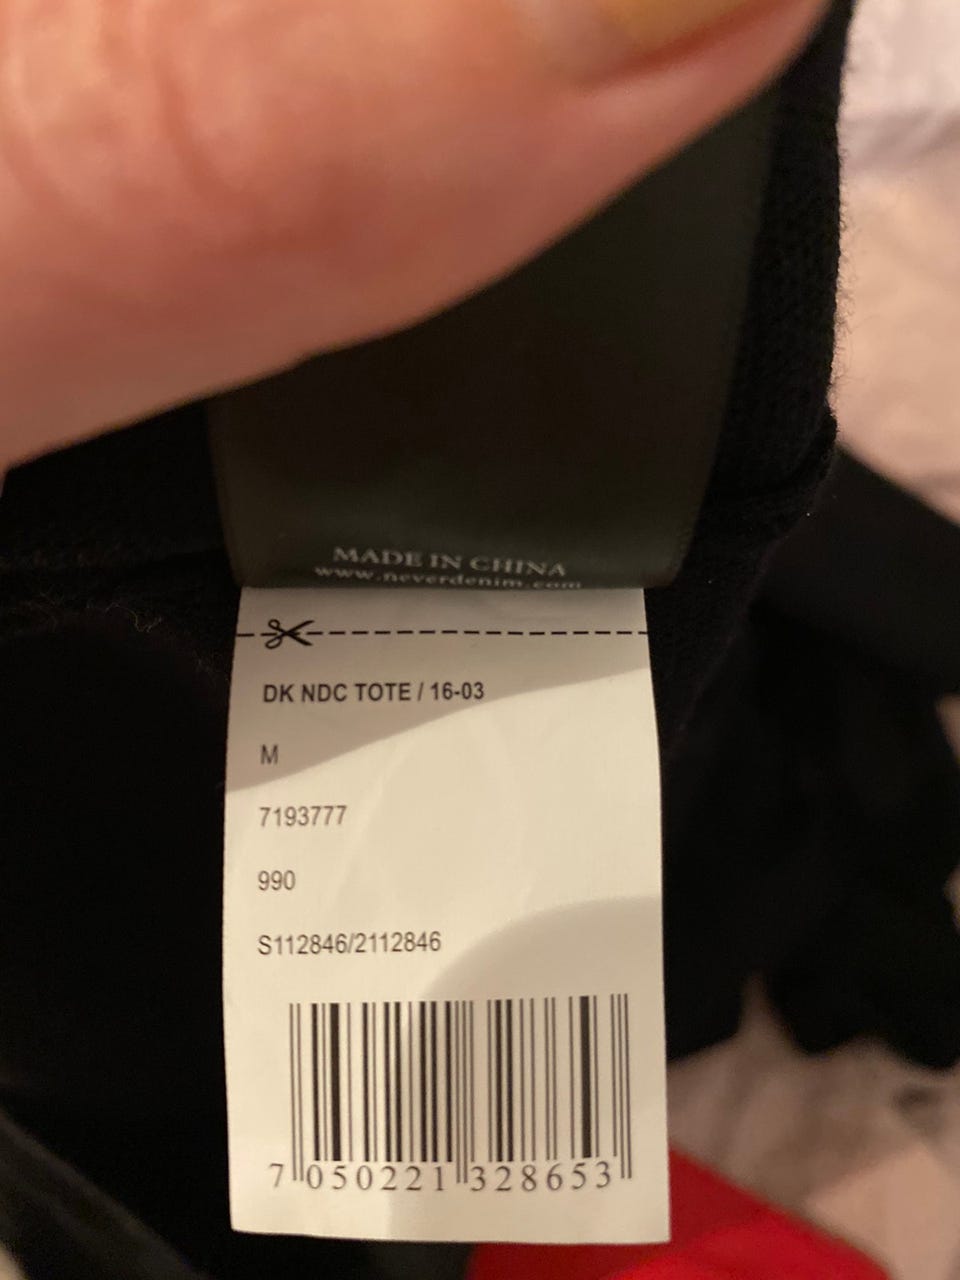 MADE IN CHINA
www.neverdenim.com
DK NDC TOTE / 16-03
M
7193777
990
S112846/2112846
7 050221 328653